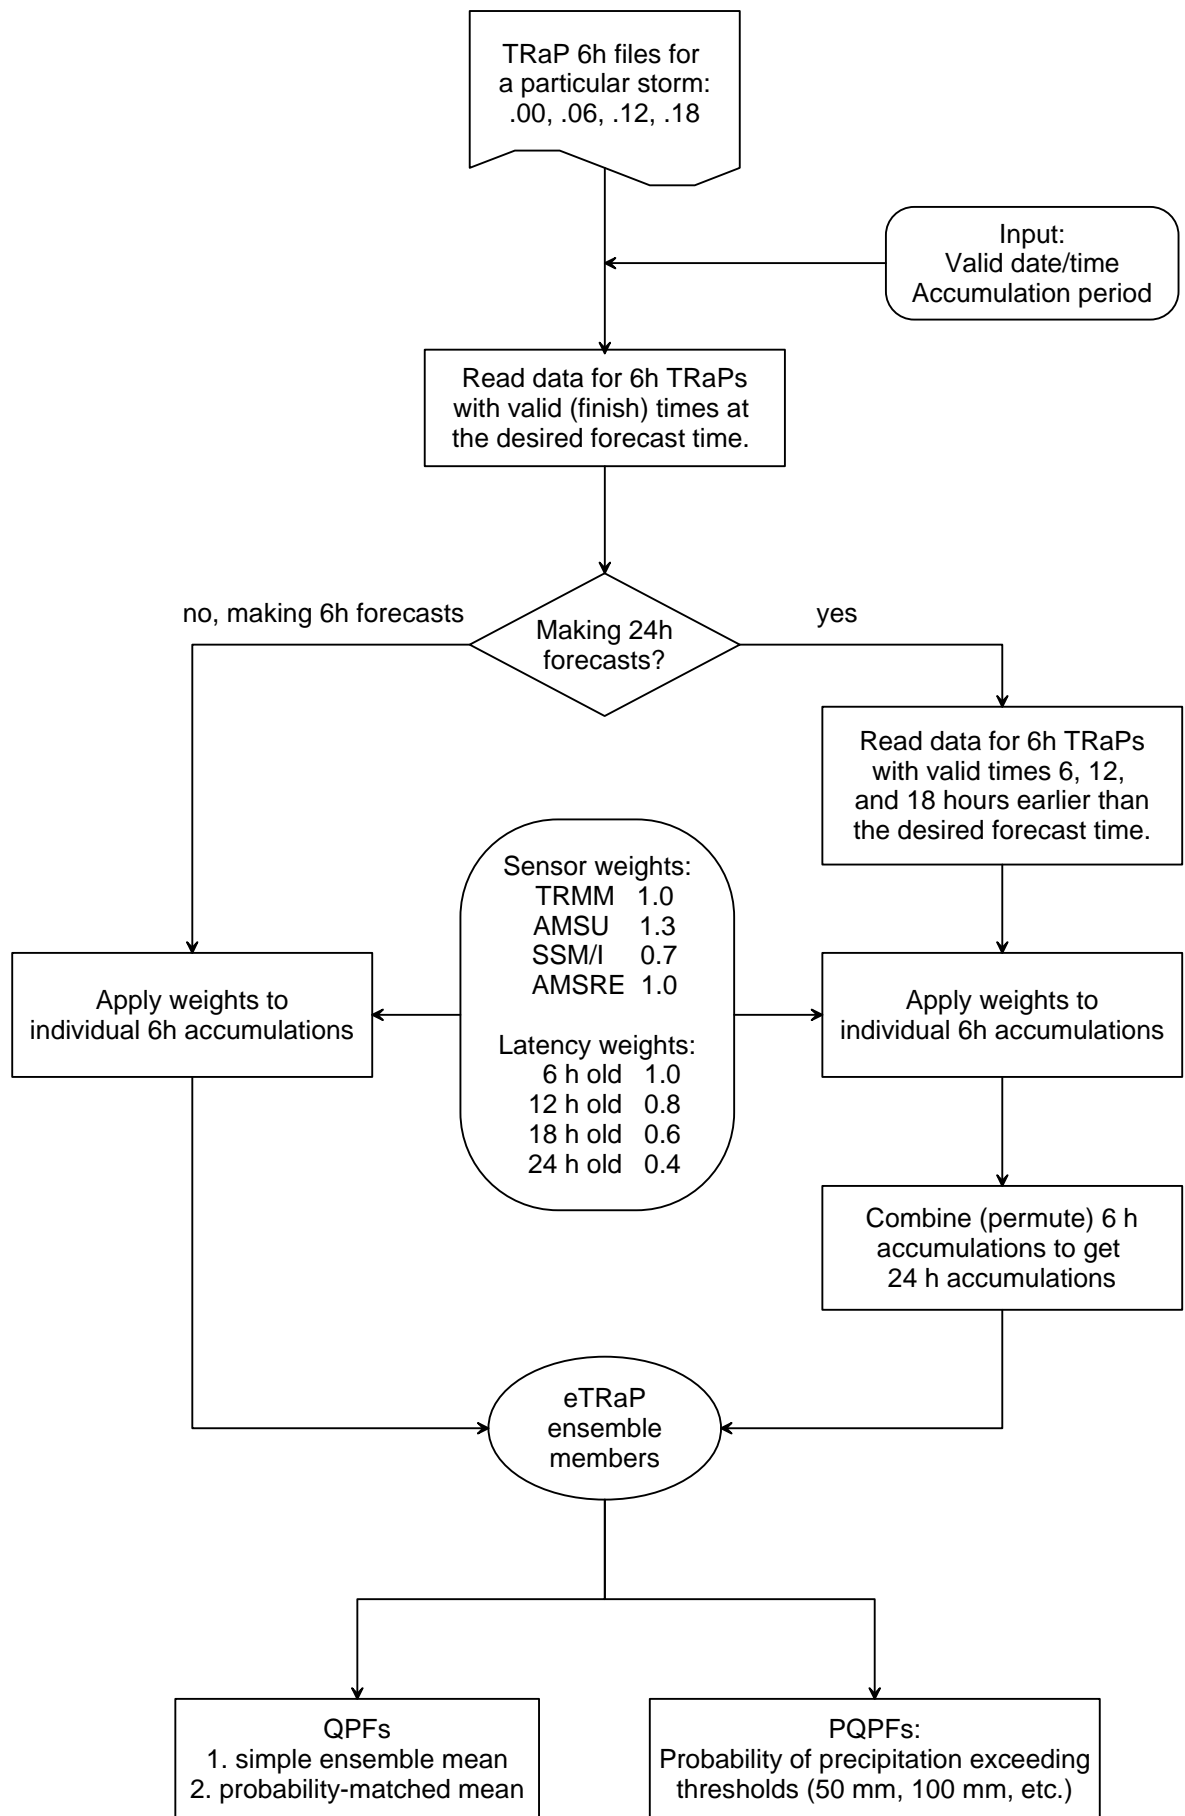 TRaP 6h files for
a particular storm:
.00, .06, .12, .18
Input:
Valid date/time
Accumulation period
Read data for 6h TRaPs
with valid (finish) times at
the desired forecast time.
no, making 6h forecasts
Making 24h
forecasts?
yes
Read data for 6h TRaPs
with valid times 6, 12,
and 18 hours earlier than
the desired forecast time.
Sensor weights:
TRMM 1.0
AMSU 1.3
SSM/I 0.7
AMSRE 1.0
Latency weights:
6 h old 1.0
12 h old 0.8
18 h old 0.6
24 h old 0.4
Apply weights to
individual 6h accumulations
Apply weights to
individual 6h accumulations
Combine (permute) 6 h
accumulations to get
24 h accumulations
eTRaP
ensemble
members
QPFs
1. simple ensemble mean
2. probability-matched mean
PQPFs:
Probability of precipitation exceeding
thresholds (50 mm, 100 mm, etc.)